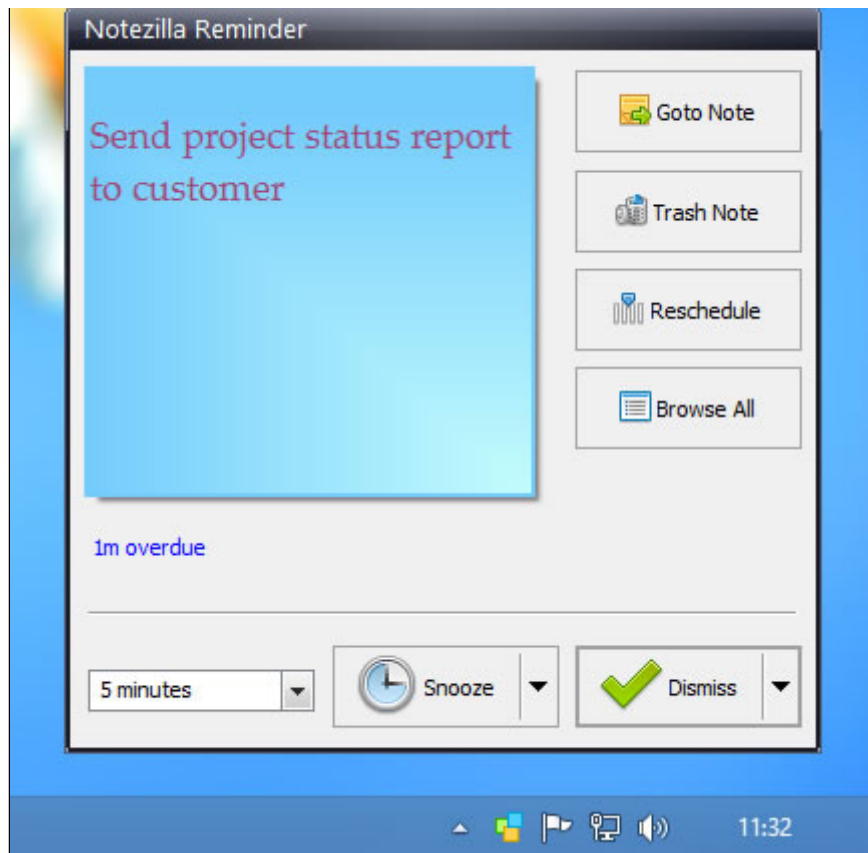 Notezilla Reminder
Send project status report
to customer
Goto Note
Trash Note
Reschedule
Browse All
1m overdue
5 minutes
Snooze
Dismiss
11:32